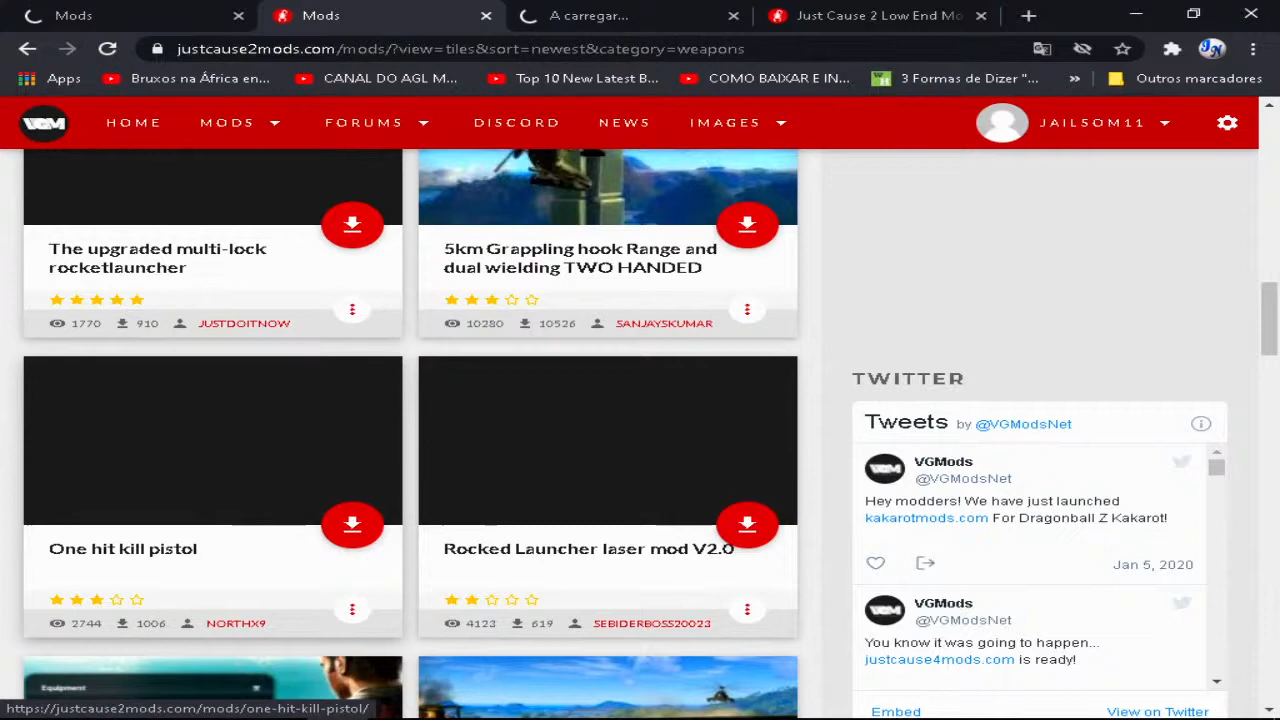 Mods
Mods
A carregar...
Just Cause 2 Low End Mo
justcause2mods.com/mods/?view=tiles&sort=newest&category=weapons
Apps
Bruxos na África en...
CANAL DO AGL M...
Top 10 New Latest B...
COMO BAIXAR E IN...
3 Formas de Dizer "...
»
Outros marcadores
VGM
HOME
MODS
FORUMS
DISCORD
NEWS
IMAGES
JAILSOM11
The upgraded multi-lock
rocketlauncher
1770 910 JUSTDOITNOW
5km Grappling hook Range and
dual wielding TWO HANDED
10280 10526 SANJAYSKUMAR
One hit kill pistol
2744 1006 NORTHX9
Rocked Launcher laser mod V2.0
4123 619 SEBIDERBOSS20023
Equipment
TWITTER
Tweets by @VGModsNet
VGModsNet
VGMods
@VGModsNet
Hey modders! We have just launched
kakarotmods.com For Dragonball Z Kakarot!
Jan 5, 2020
VGMods
@VGModsNet
You know it was going to happen...
justcause4mods.com is ready!
Embed
View on Twitter
https://justcause2mods.com/mods/one-hit-kill-pistol/